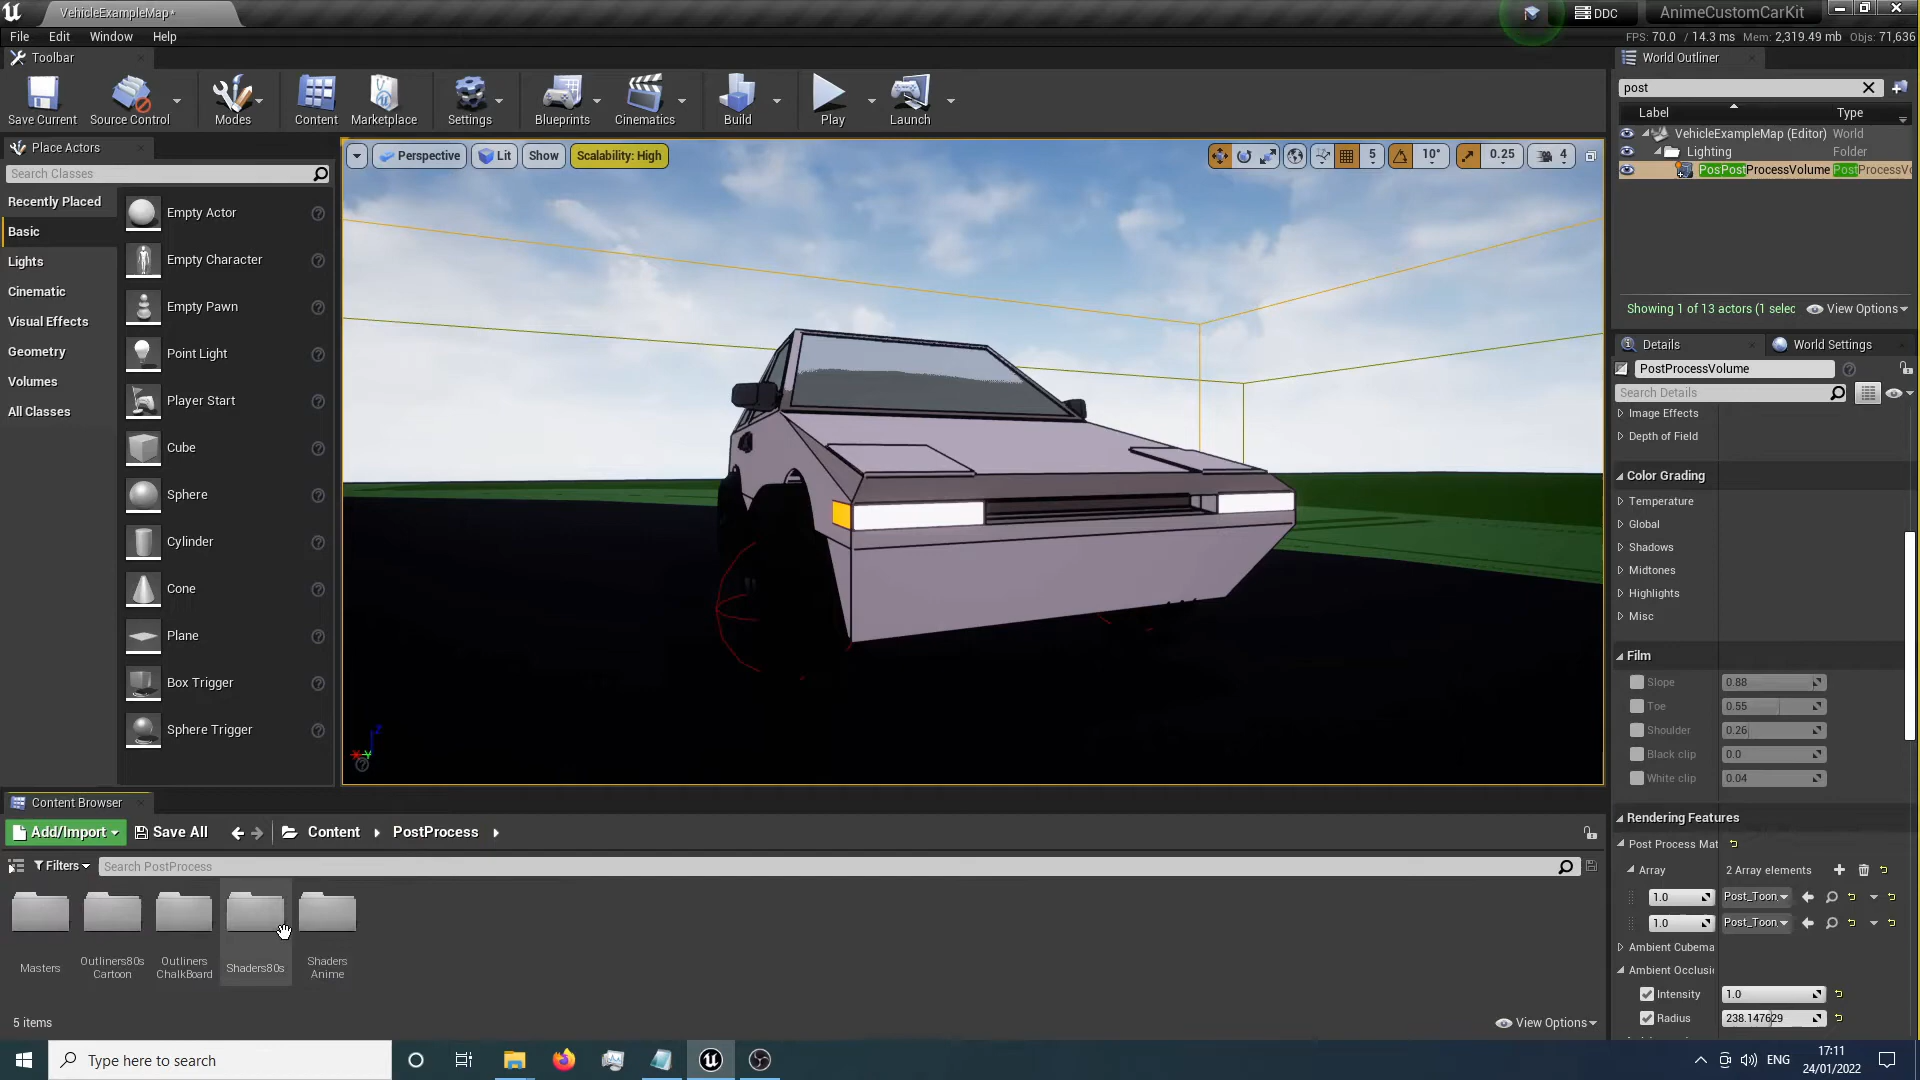 VehicleExampleMap*
DDC
AnimeCustomCarKit
File Edit Window Help
FPS: 70.0 / 14.3 ms Mem: 2,319.49 mb Objs: 71,636
Toolbar
Save Current
Source Control
Modes
Content
Marketplace
Settings
Blueprints
Cinematics
Build
Play
Launch
Place Actors
Search Classes
Recently Placed
Basic
Lights
Cinematic
Visual Effects
Geometry
Volumes
All Classes
Empty Actor
Empty Character
Empty Pawn
Point Light
Player Start
Cube
Sphere
Cylinder
Cone
Plane
Box Trigger
Sphere Trigger
Perspective Lit Show Scalability: High
5 10° 0.25 4
World Outliner
post
Label Type
VehicleExampleMap (Editor) World
Lighting Folder
PosPostProcessVolume PostProcessVo
Showing 1 of 13 actors (1 selec View Options
Details World Settings
PostProcessVolume
Search Details
Image Effects
Depth of Field
Color Grading
Temperature
Global
Shadows
Midtones
Highlights
Misc
Film
Slope 0.88
Toe 0.55
Shoulder 0.26
Black clip 0.0
White clip 0.04
Rendering Features
Post Process Mat
Array 2 Array elements
1.0 Post_Toon
1.0 Post_Toon
Ambient Cubema
Ambient Occlusi
Intensity 1.0
Radius 238.147629
Content Browser
Add/Import Save All Content PostProcess
Filters Search PostProcess
Masters
Outliners80s
Cartoon
Outliners
ChalkBoard
Shaders80s
Shaders
Anime
5 items
View Options
Type here to search
ENG
17:11
24/01/2022